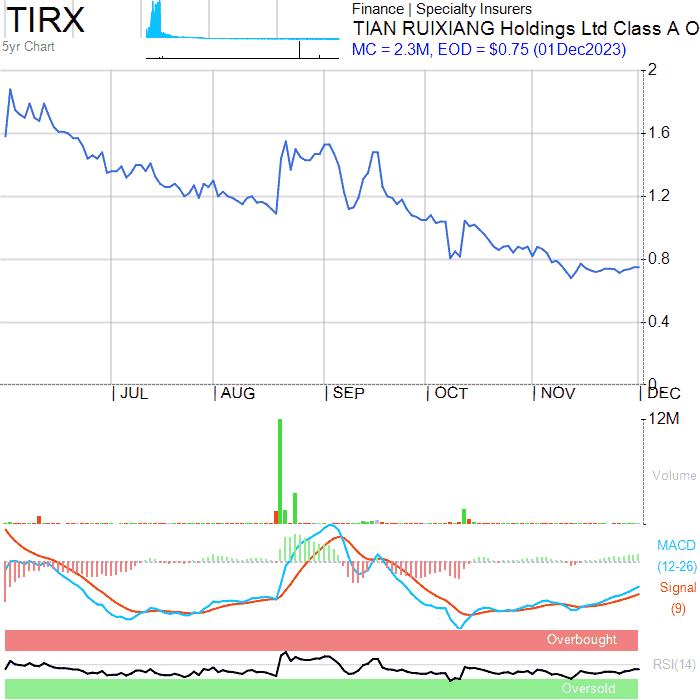 TIRX
5yr Chart
Finance | Specialty Insurers
TIAN RUIXIANG Holdings Ltd Class A O
MC = 2.3M, EOD = $0.75 (01Dec2023)
2
1.6
1.2
0.8
0.4
0
JUL
AUG
SEP
OCT
NOV
DEC
12M
Volume
MACD
(12-26)
Signal
(9)
Overbought
RSI(14)
Oversold